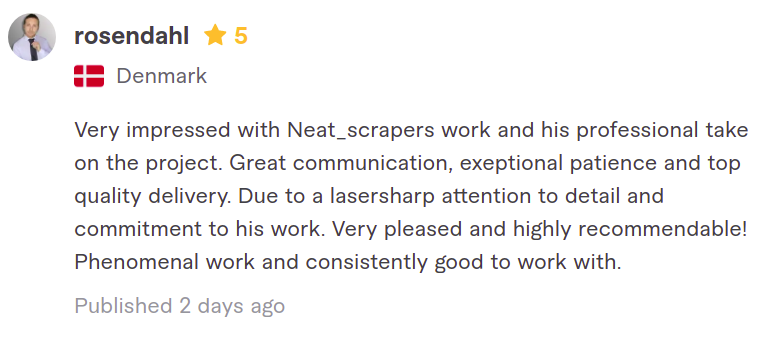 rosendahl ★ 5
Denmark
Very impressed with Neat_scrapers work and his professional take
on the project. Great communication, exeptional patience and top
quality delivery. Due to a lasersharp attention to detail and
commitment to his work. Very pleased and highly recommendable!
Phenomenal work and consistently good to work with.
Published 2 days ago